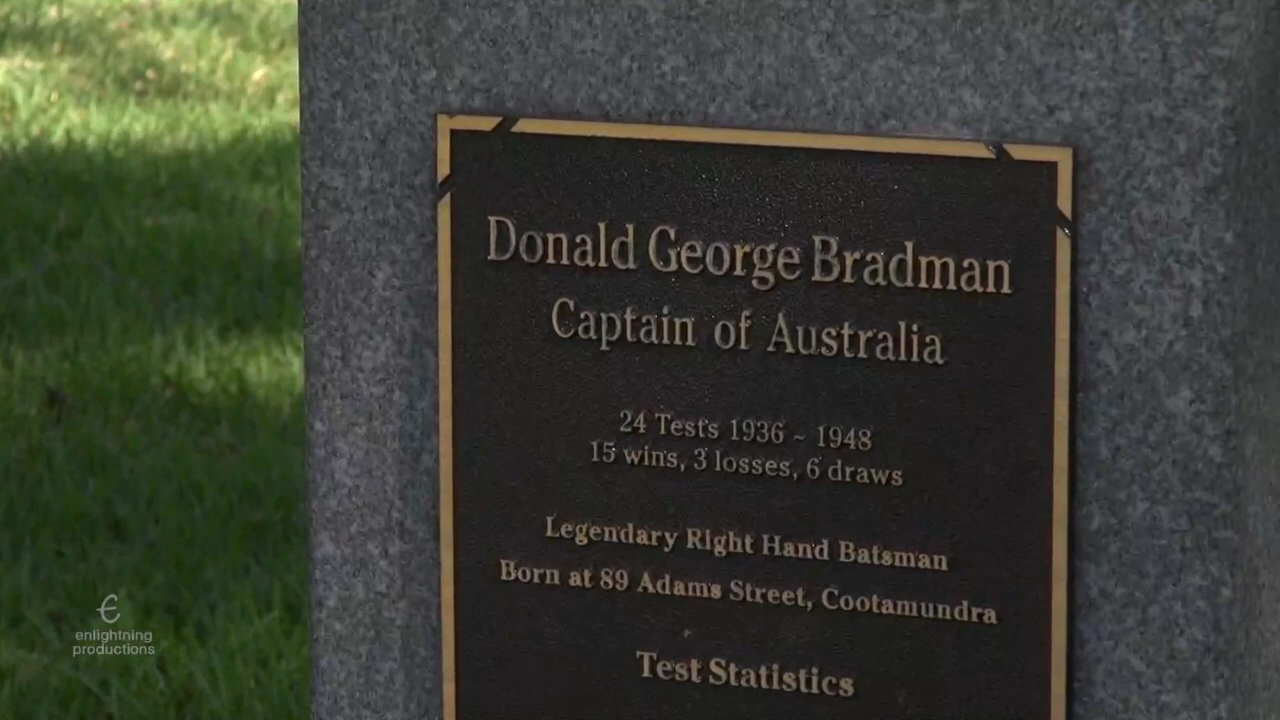 Donald George Bradman
Captain of Australia
24 Tests 1936 ~ 1948
15 wins, 3 losses, 6 draws
Legendary Right Hand Batsman
Born at 89 Adams Street, Cootamundra
Test Statistics
enlightning
productions